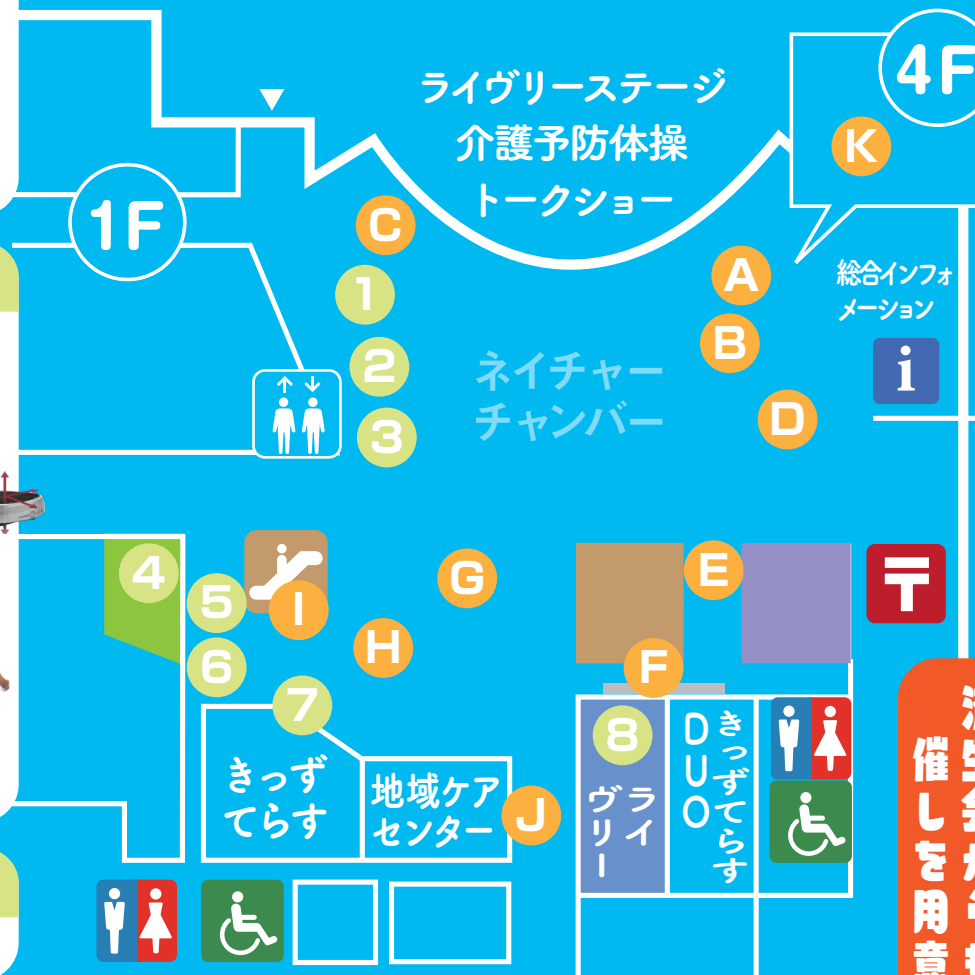 4F
ライヴリーステージ
介護予防体操
トークショー
K
1F
C
A
総合インフォ
メーション
1
B
i
2
ネイチャー
チャンバー
D
3
4
E
〒
G
5
I
H
6
F
7
8
きっずてらす
DUO
ライ
ヴリー
きっず
てらす
地域ケア
センター
J
催しを用意